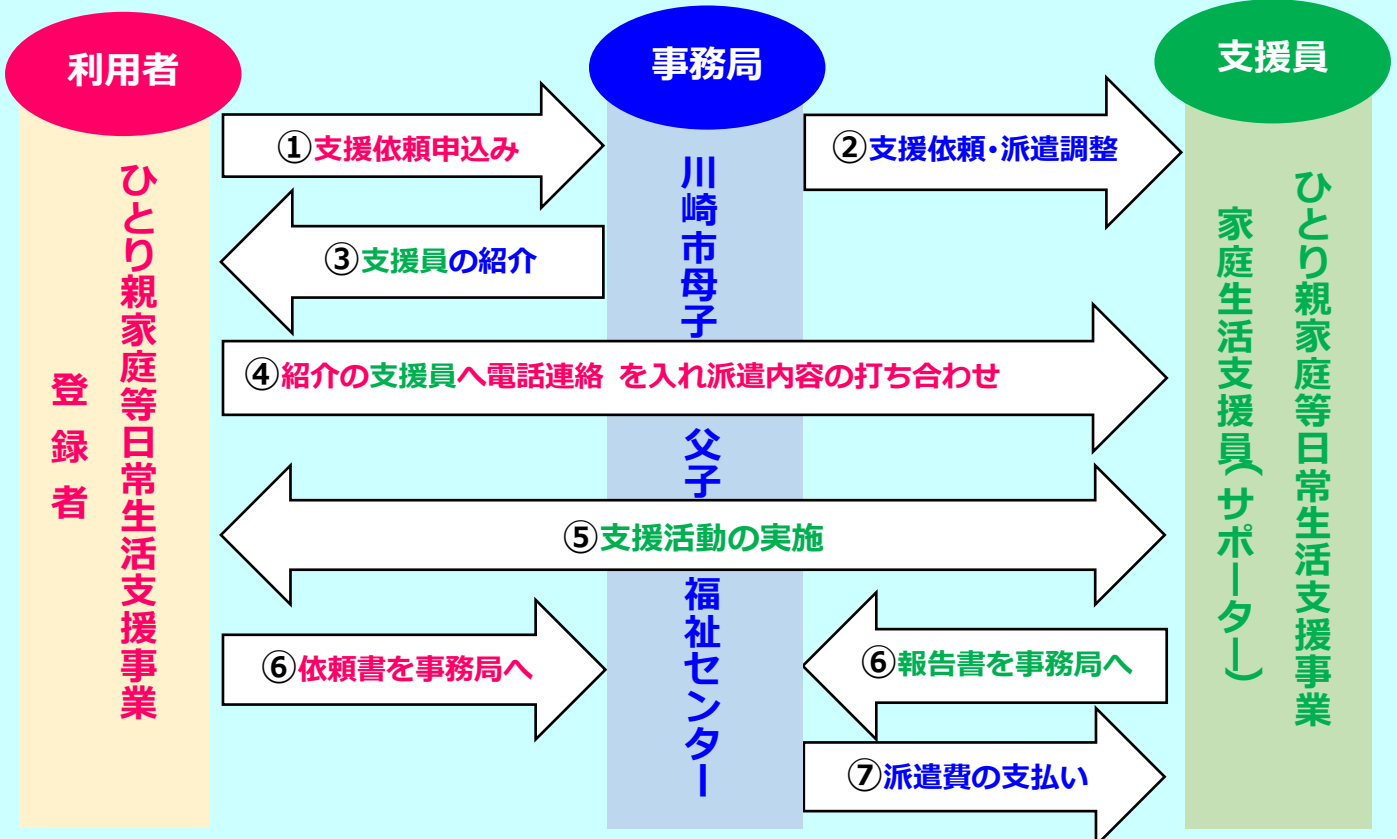 利用者
事務局
支援員
①支援依頼申込み
②支援依頼・派遣調整
③支援員の紹介
④紹介の支援員へ電話連絡 を入れ派遣内容の打ち合わせ
⑤支援活動の実施
⑥依頼書を事務局へ
⑥報告書を事務局へ
⑦派遣費の支払い
ひとり親家庭等日常生活支援事業
登録者
川崎市母子
父子
福祉センター
ひとり親家庭等日常生活支援事業
家庭生活支援員(サポーター)